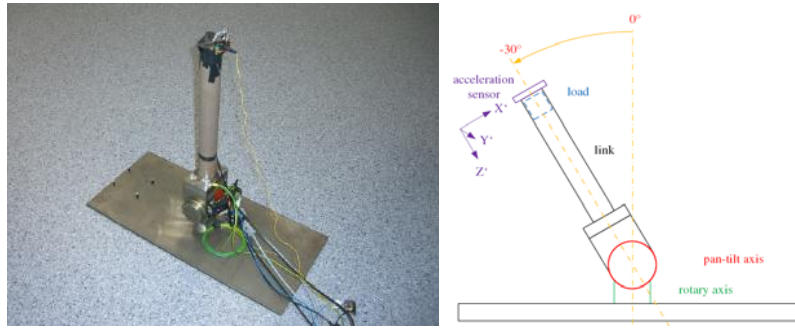 0°
-30°
acceleration
sensor
load
X'
Y'
Z'
link
pan-tilt axis
rotary axis